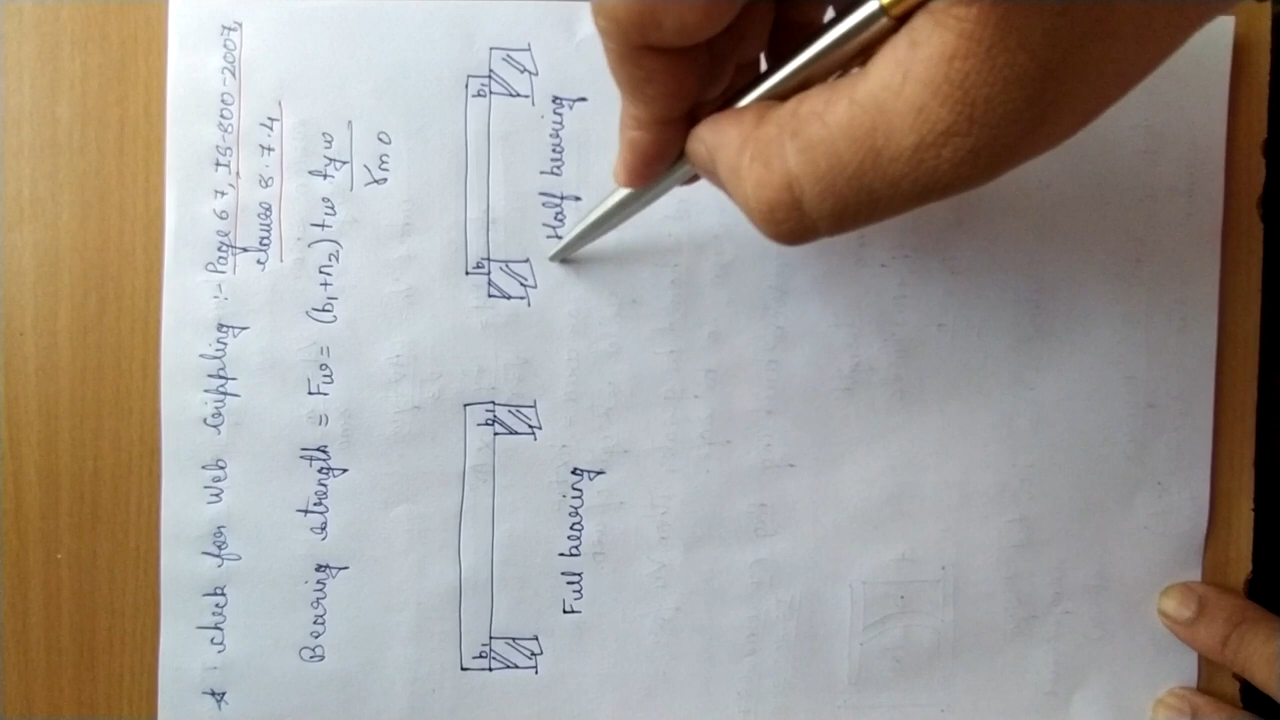 * check for web crippling :- Page 67, IS-800-2007,
clause 8.7.4
Bearing strength = Fw = (b₁+n₂) tw fyw
γm0
b₁ b₁ b₁ b₁
Full bearing Half bearing